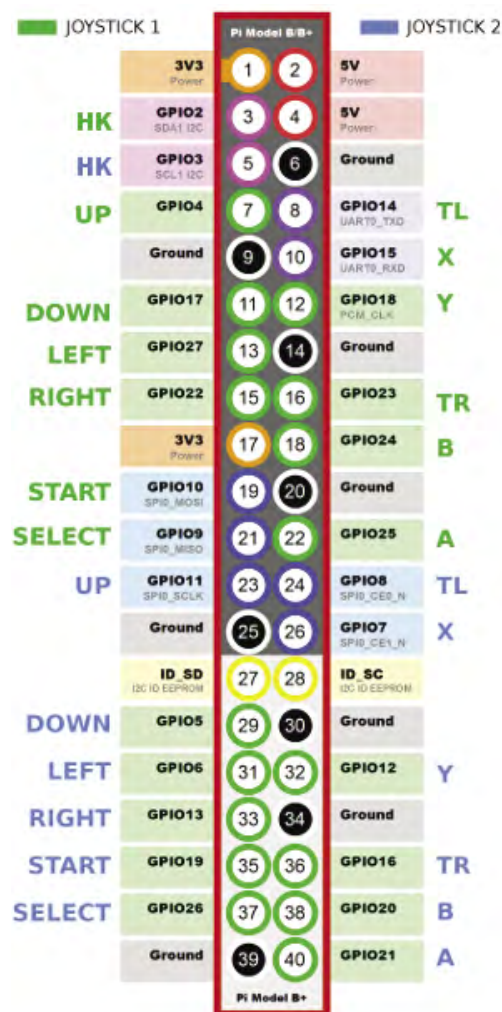 JOYSTICK 1
Pi Model B/B+
JOYSTICK 2
3V3
Power
1
2
5V
Power
HK
GPIO2
SDA1 I2C
3
4
5V
Power
HK
GPIO3
SCL1 I2C
5
6
Ground
UP
GPIO4
7
8
GPIO14
UART0_TXD
TL
Ground
9
10
GPIO15
UART0_RXD
X
DOWN
GPIO17
11
12
GPIO18
PCM_CLK
Y
LEFT
GPIO27
13
14
Ground
RIGHT
GPIO22
15
16
GPIO23
TR
3V3
Power
17
18
GPIO24
B
START
GPIO10
SPI0_MOSI
19
20
Ground
SELECT
GPIO9
SPI0_MISO
21
22
GPIO25
A
UP
GPIO11
SPI0_SCLK
23
24
GPIO8
SPI0_CE0_N
TL
Ground
25
26
GPIO7
SPI0_CE1_N
X
ID_SD
I2C ID EEPROM
27
28
ID_SC
I2C ID EEPROM
DOWN
GPIO5
29
30
Ground
LEFT
GPIO6
31
32
GPIO12
Y
RIGHT
GPIO13
33
34
Ground
START
GPIO19
35
36
GPIO16
TR
SELECT
GPIO26
37
38
GPIO20
B
Ground
39
40
GPIO21
A
Pi Model B+